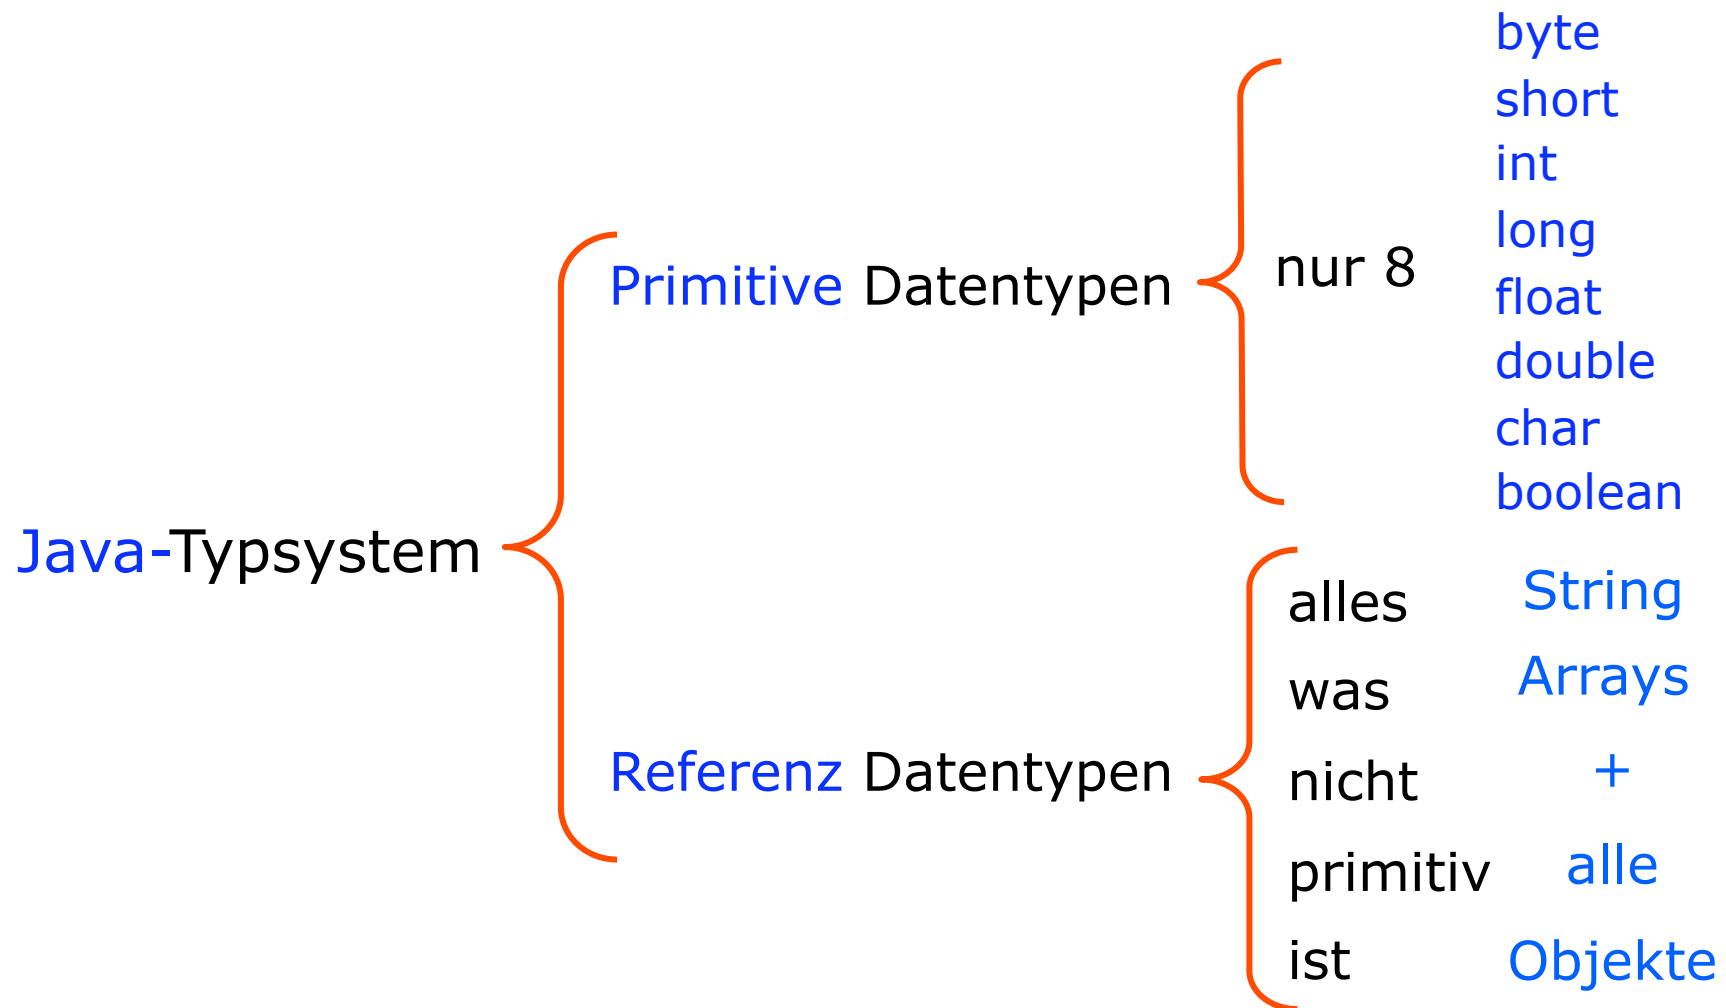 Java-Typsystem
Primitive Datentypen
nur 8
byte
short
int
long
float
double
char
boolean
Referenz Datentypen
alles
was
nicht
primitiv
ist
String
Arrays
+
alle
Objekte